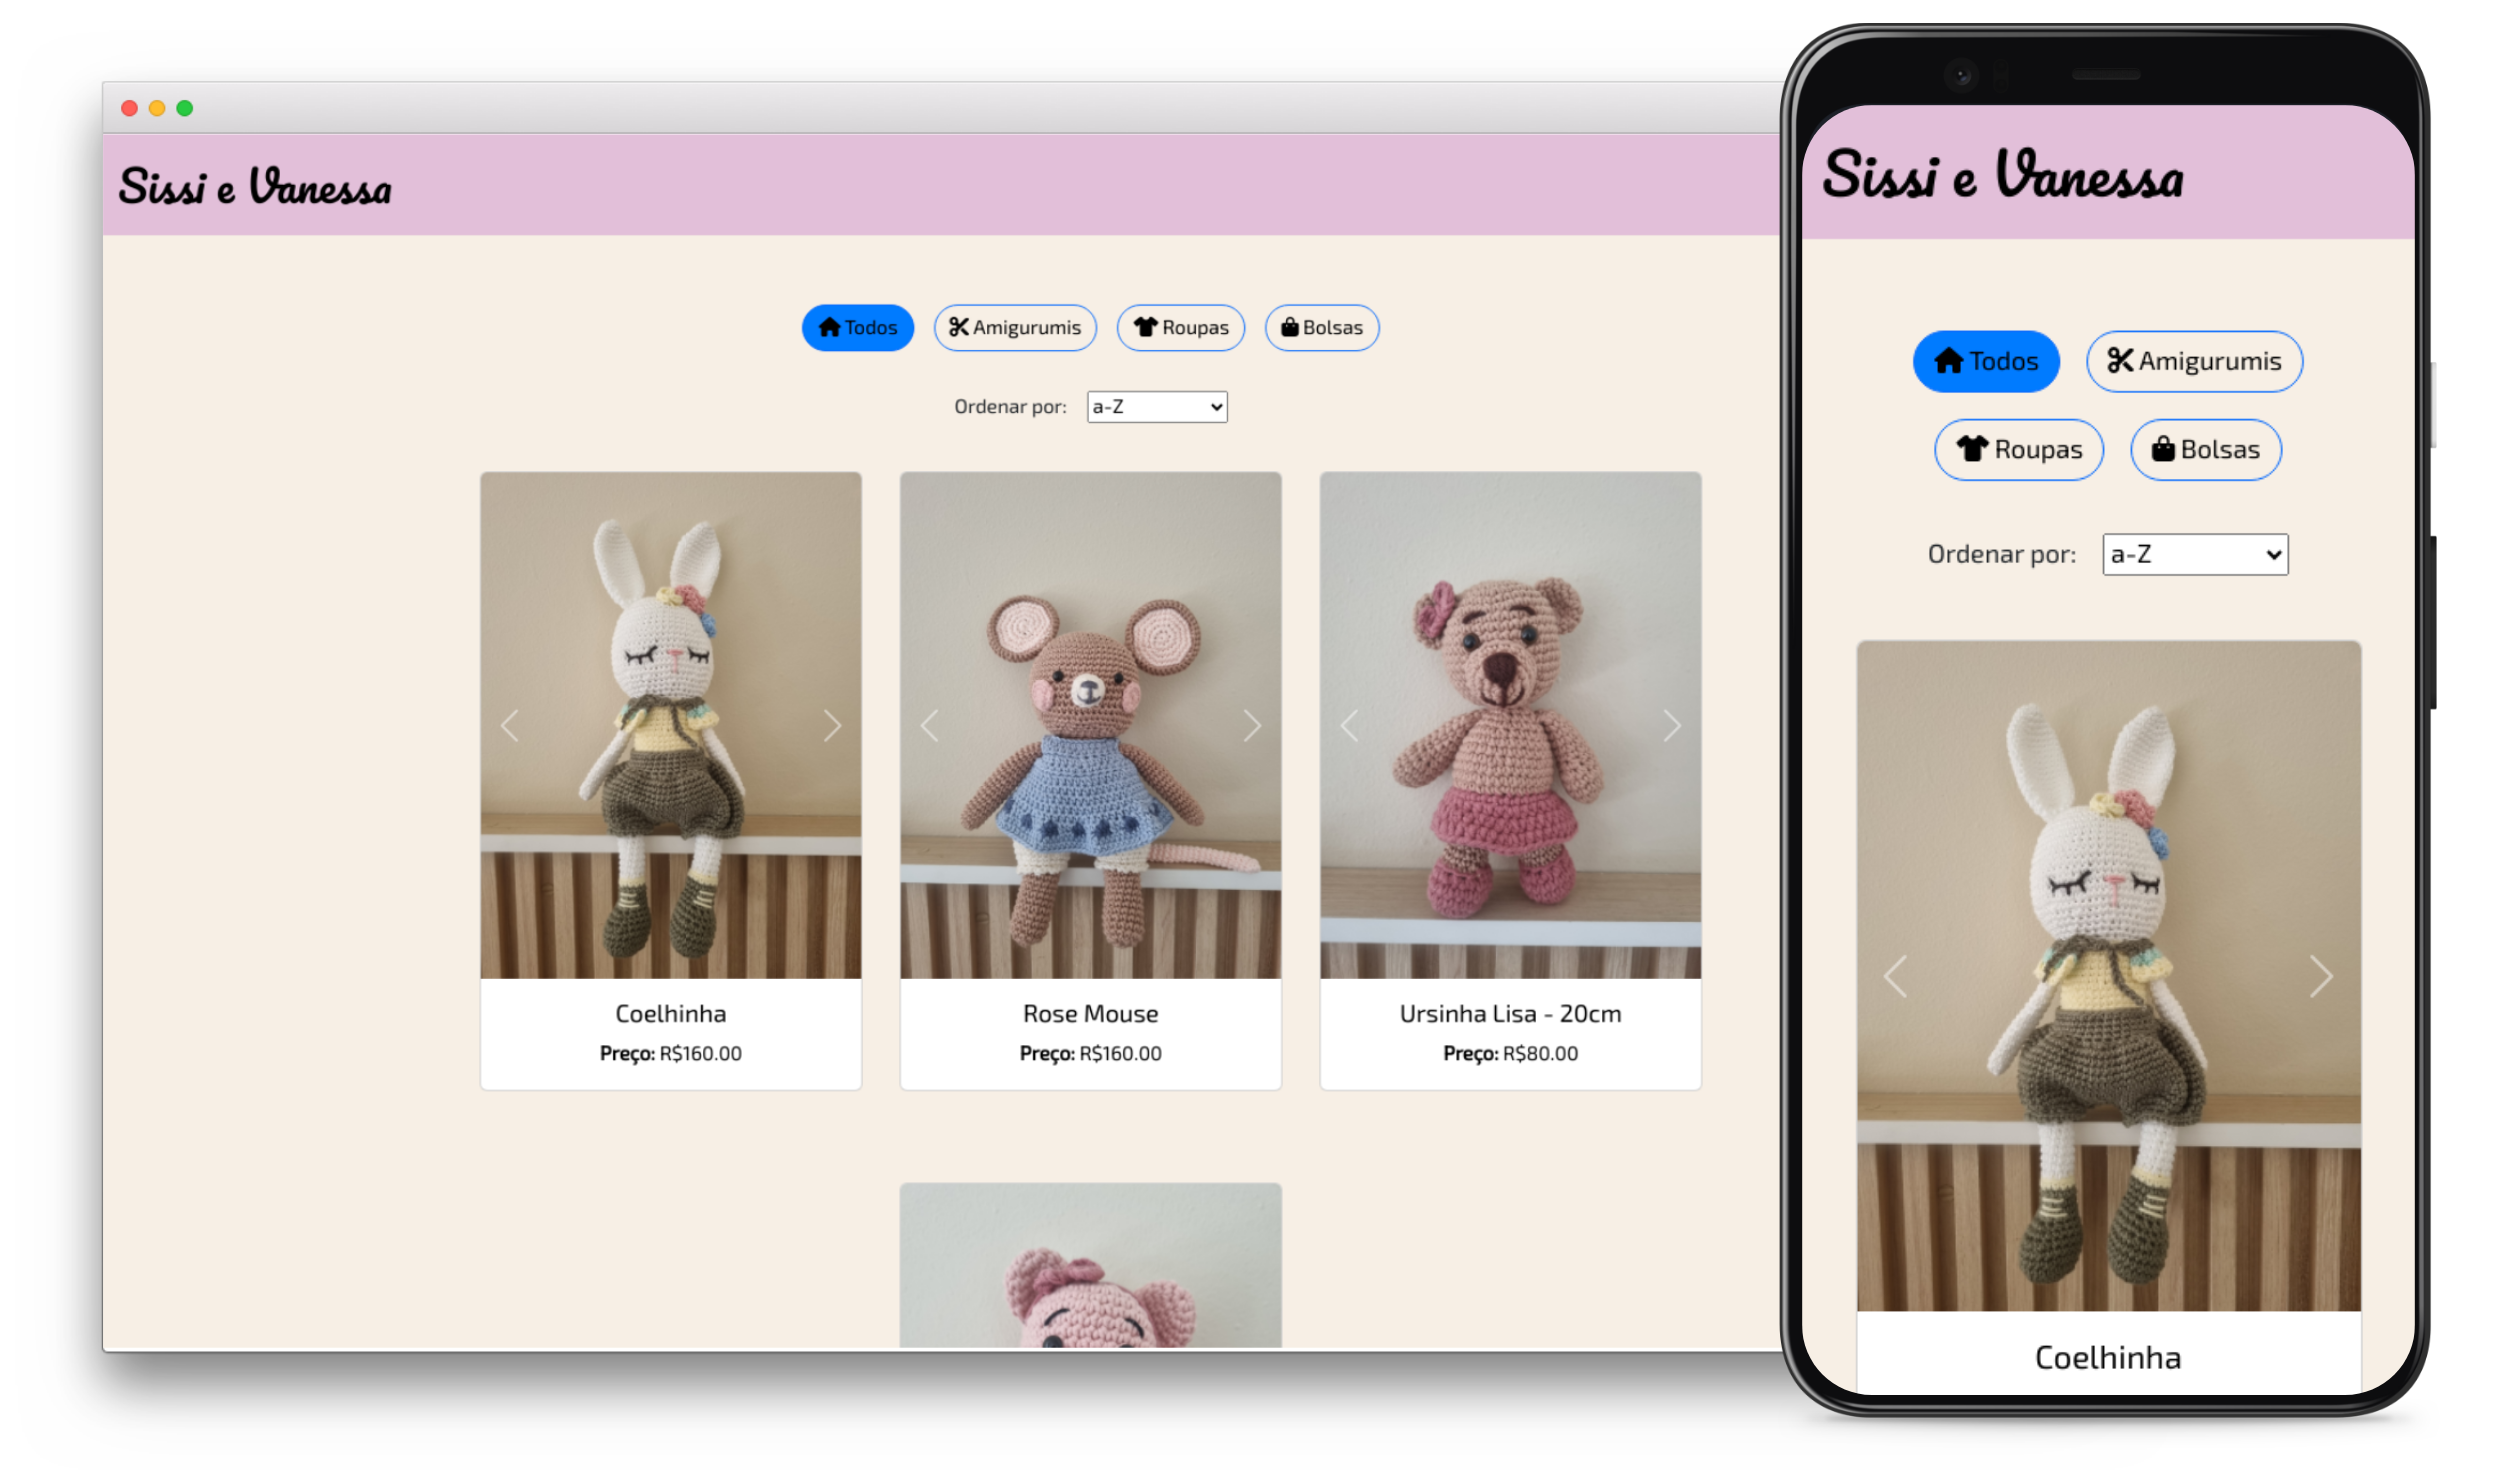 Sissi e Vanessa
Todos Amigurumis Roupas Bolsas
Ordenar por: a-Z
Coelhinha
Preço: R$160.00
Rose Mouse
Preço: R$160.00
Ursinha Lisa - 20cm
Preço: R$80.00
Sissi e Vanessa
Todos Amigurumis
Roupas Bolsas
Ordenar por: a-Z
Coelhinha